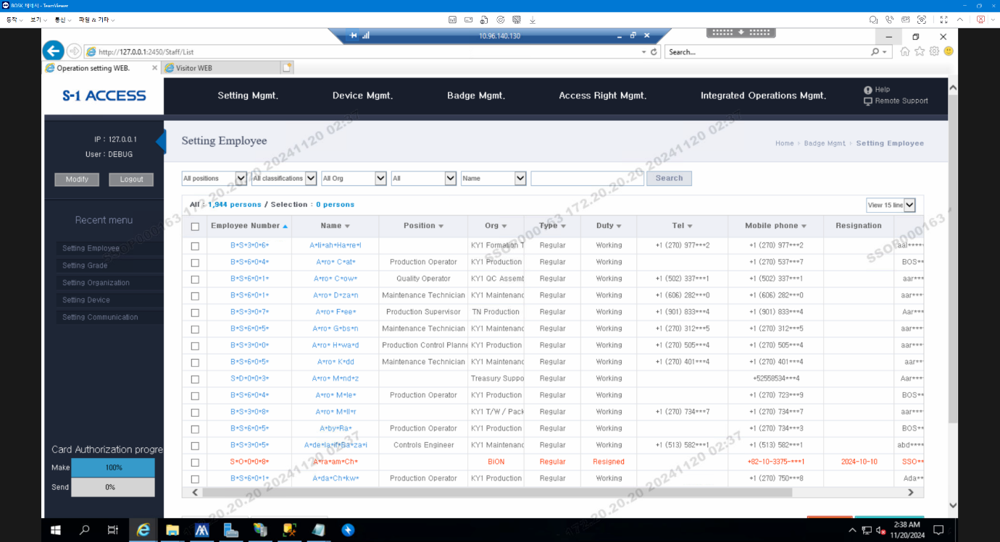 BOSK 헤데시 - TeamViewer
동작 보기 통신 파일 & 기타
10.96.140.130
http://127.0.0.1:2450/Staff/List
Search...
Operation setting WEB.
Visitor WEB
S-1 ACCESS
Setting Mgmt. Device Mgmt. Badge Mgmt. Access Right Mgmt. Integrated Operations Mgmt.
Help
Remote Support
IP : 127.0.0.1
User : DEBUG
Modify Logout
Recent menu
Setting Employee
Setting Grade
Setting Organization
Setting Device
Setting Communication
Card Authorization progre
Make 100%
Send 0%
Setting Employee
Home Badge Mgmt Setting Employee
All positions All classifications All Org All Name Search
All : 1,944 persons / Selection : 0 persons
View 15 line
Employee Number Name Position Org Type Duty Tel Mobile phone Resignation
B*S*3*0*6* A*li*ah*Ha*re*l KY1 Formation T Regular Working +1 (270) 977***2 +1 (270) 977***2 aal****
B*S*6*0*4* A*ro* C*at* Production Operator KY1 Production Regular Working +1 (270) 537***7 BOS**
B*S*6*0*1* A*ro* C*ow* Quality Operator KY1 QC Assembl Regular Working +1 (502) 337***1 +1 (502) 337***1 aar***
B*S*6*0*1* A*ro* D*za*n Maintenance Technician KY1 Maintenanc Regular Working +1 (606) 282***0 +1 (606) 282***0 aar***
B*S*3*0*7* A*ro* F*ee* Production Supervisor TN Production Regular Working +1 (901) 833***4 +1 (901) 833***4 Aar***
B*S*6*0*5* A*ro* G*bs*n Maintenance Technician KY1 Maintenanc Regular Working +1 (270) 312***5 +1 (270) 312***5 aar***
B*S*3*0*0* A*ro* H*wa*d Production Control Planne KY1 Production Regular Working +1 (270) 505***4 +1 (270) 505***4 aar***
B*S*6*0*5* A*ro* K*dd Maintenance Technician KY1 Maintenanc Regular Working +1 (270) 401***4 +1 (270) 401***4 aar**
S*D*0*0*3* A*ro* M*nd*z Treasury Suppo Regular Working +52558534***4 Aar***
B*S*6*0*4* A*ro* M*le* Production Operator KY1 Production Regular Working +1 (270) 723***9 BOS**
B*S*3*0*8* A*ro* M*ll*r KY1 T/W / Pack Regular Working +1 (270) 734***7 +1 (270) 734***7 aar***
B*S*6*0*5* A*by*Ra* Production Operator KY1 Production Regular Working +1 (270) 734***3 BOS**
B*S*3*0*5* A*de*la*if*Ba*za*i Controls Engineer KY1 Maintenanc Regular Working +1 (513) 582***1 +1 (513) 582***1 abd****
S*O*0*0*8* A*ra*am*Ch* BiON Regular Resigned +82-10-3375-***1 2024-10-10 SSO**
B*S*6*0*1* A*da*Ch*kw* Production Operator KY1 Production Regular Working +1 (270) 750***8 Ada**
SSOP000163 172.20.20.20 20241120 02:37
2:38 AM
11/20/2024